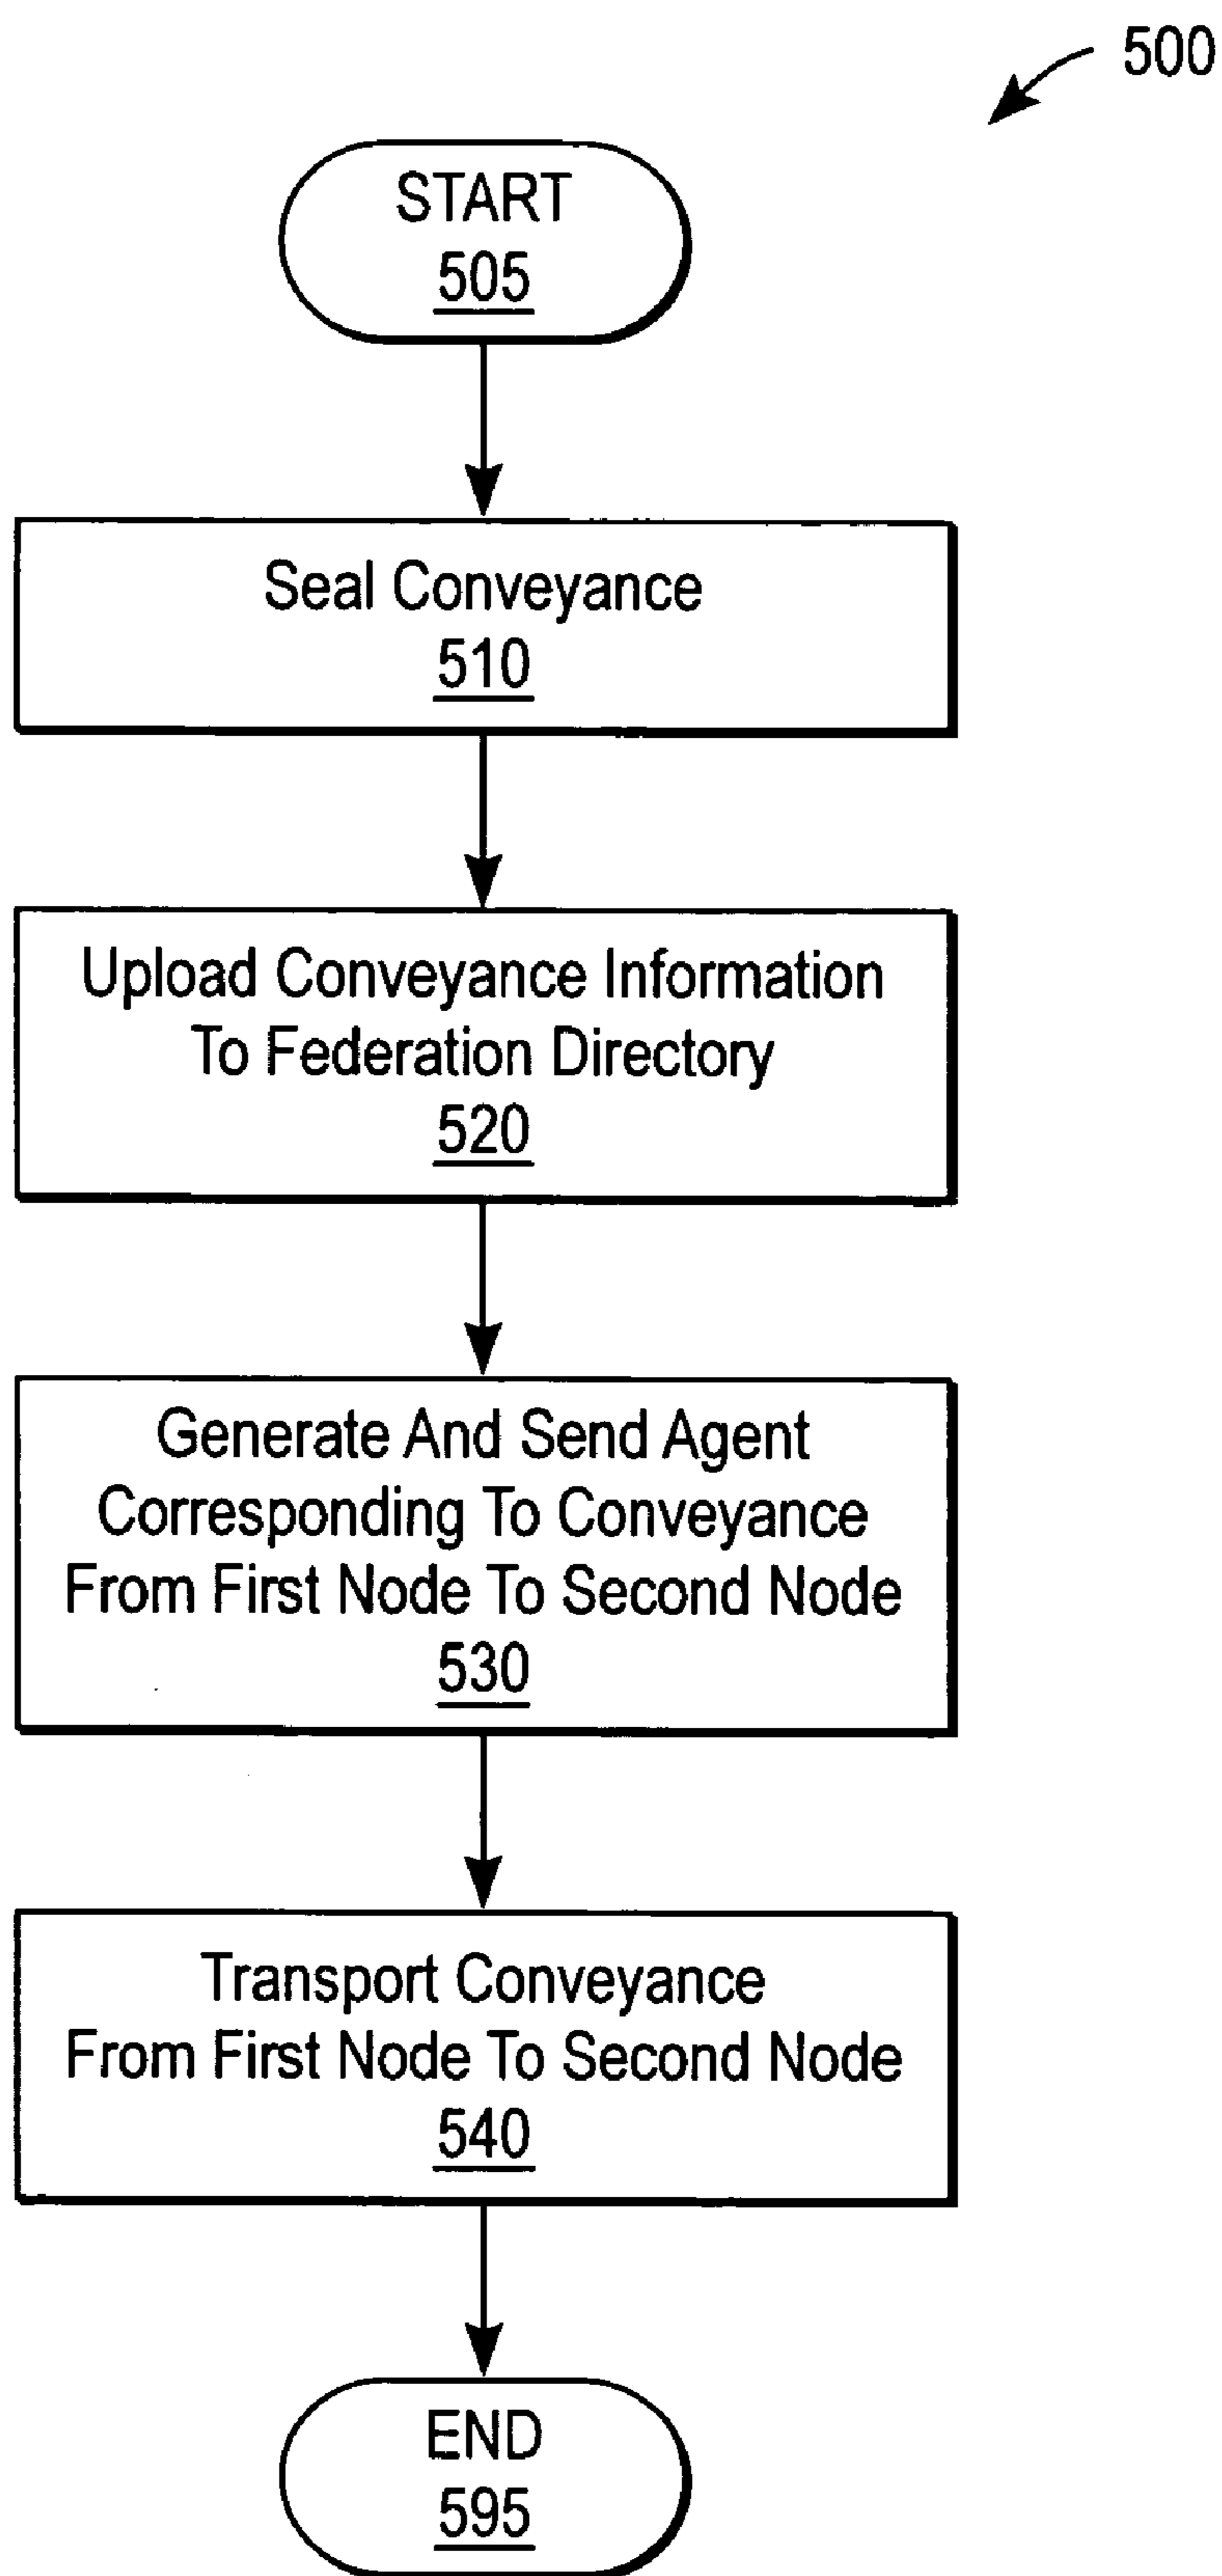 500
START
505
Seal Conveyance
510
Upload Conveyance Information
To Federation Directory
520
Generate And Send Agent
Corresponding To Conveyance
From First Node To Second Node
530
Transport Conveyance
From First Node To Second Node
540
END
595